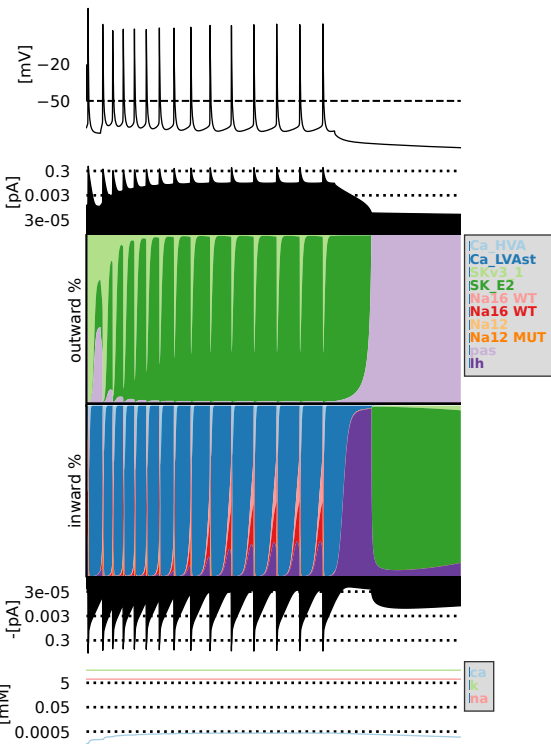 [mV]
−20
−50
[pA]
0.3
0.003
3e-05
outward %
Ca_HVA
Ca_LVAst
SKv3_1
SK_E2
Na16 WT
Na16 WT
Na12
Na12 MUT
pas
Ih
inward %
-[pA]
3e-05
0.003
0.3
[mM]
5
0.05
0.0005
ca
k
na